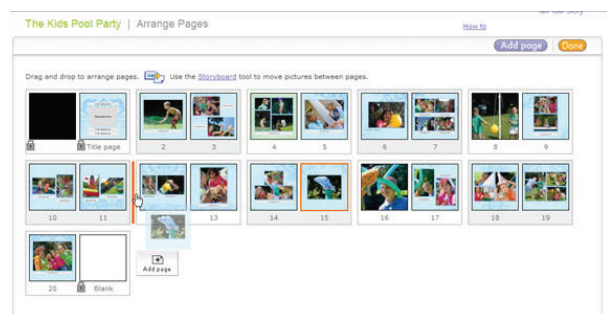 The Kids Pool Party | Arrange Pages
How to
Add page
Done
Drag and drop to arrange pages. Use the Storyboard tool to move pictures between pages.
Title page
2
3
4
5
6
7
8
9
10
11
13
14
15
16
17
18
19
Add page
20
Blank